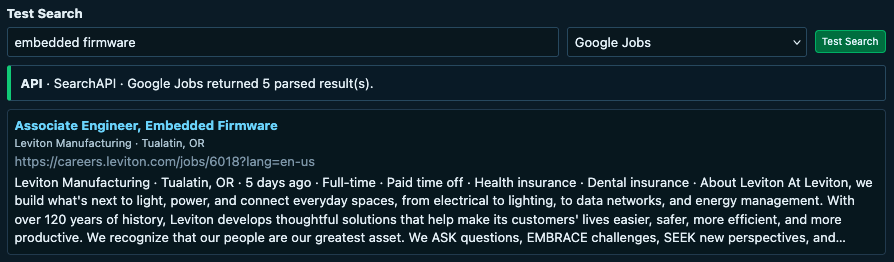 Test Search
embedded firmware
Google Jobs
Test Search
API · SearchAPI · Google Jobs returned 5 parsed result(s).
Associate Engineer, Embedded Firmware
Leviton Manufacturing · Tualatin, OR
https://careers.leviton.com/jobs/6018?lang=en-us
Leviton Manufacturing · Tualatin, OR · 5 days ago · Full-time · Paid time off · Health insurance · Dental insurance · About Leviton At Leviton, we
build what's next to light, power, and connect everyday spaces, from electrical to lighting, to data networks, and energy management. With
over 120 years of history, Leviton develops thoughtful solutions that help make its customers' lives easier, safer, more efficient, and more
productive. We recognize that our people are our greatest asset. We ASK questions, EMBRACE challenges, SEEK new perspectives, and...